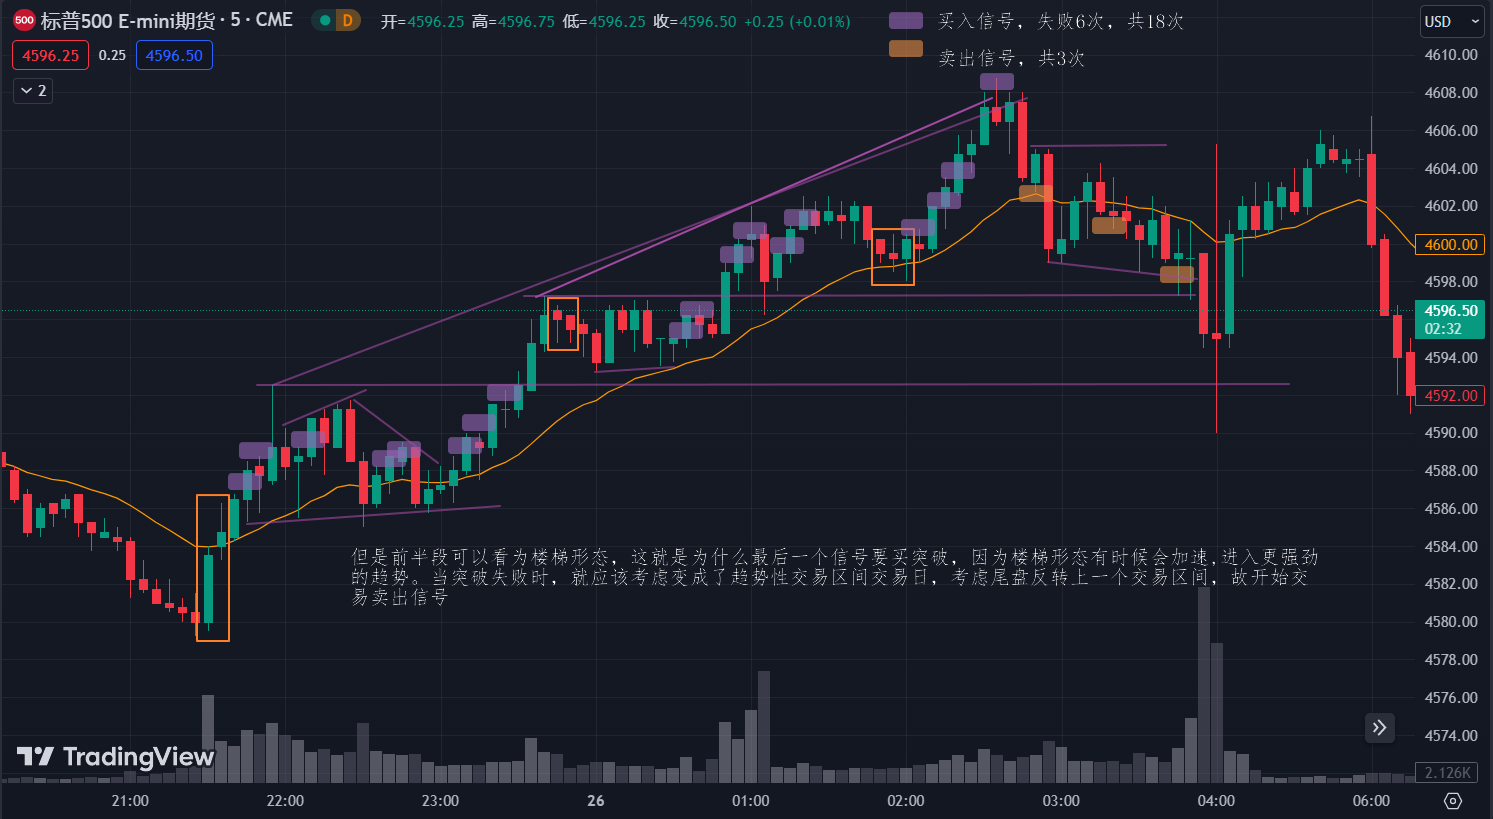 500 标普500 E-mini期货 · 5 · CME D 开=4596.25 高=4596.75 低=4596.25 收=4596.50 +0.25 (+0.01%)
4596.25 0.25 4596.50
2
买入信号，失败6次，共18次
卖出信号，共3次
USD
4610.00
4608.00
4606.00
4604.00
4602.00
4600.00
4598.00
4596.50
02:32
4594.00
4592.00
4590.00
4588.00
4586.00
4584.00
4582.00
4580.00
4578.00
4576.00
4574.00
2.126K
但是前半段可以看为楼梯形态，这就是为什么最后一个信号要买突破，因为楼梯形态有时候会加速,进入更强劲
的趋势。当突破失败时，就应该考虑变成了趋势性交易区间交易日，考虑尾盘反转上一个交易区间，故开始交
易卖出信号
TradingView
21:00 22:00 23:00 26 01:00 02:00 03:00 04:00 06:00